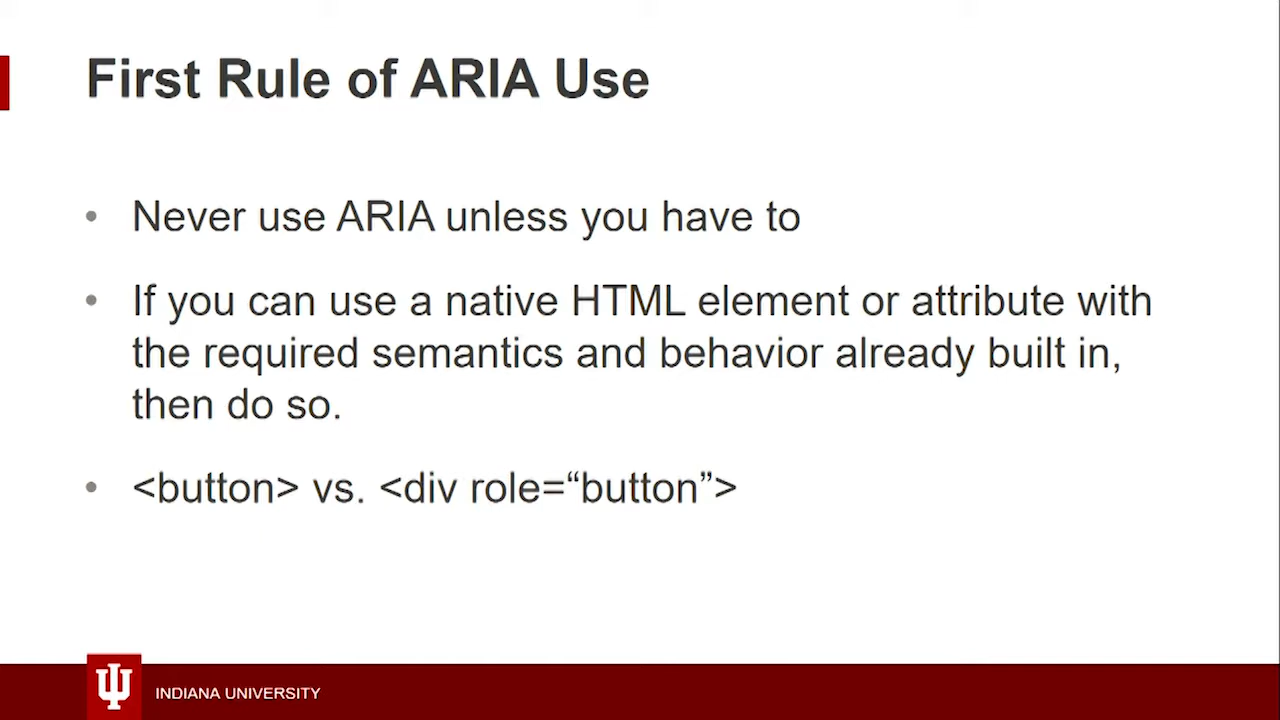 First Rule of ARIA Use
• Never use ARIA unless you have to
• If you can use a native HTML element or attribute with
the required semantics and behavior already built in,
then do so.
• <button> vs. <div role=“button”>
INDIANA UNIVERSITY